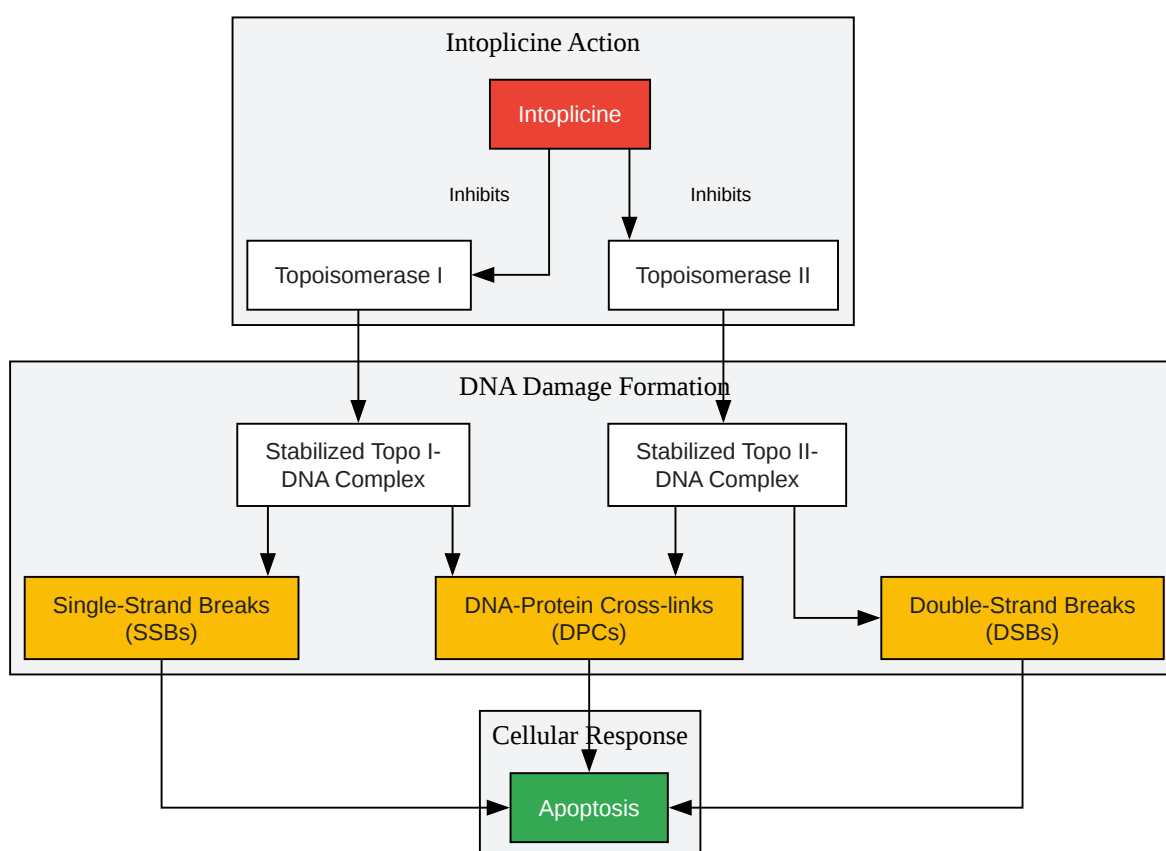 Intoplicine Action
Intoplicine
Inhibits
Inhibits
Topoisomerase I
Topoisomerase II
DNA Damage Formation
Stabilized Topo I-
DNA Complex
Stabilized Topo II-
DNA Complex
Single-Strand Breaks
(SSBs)
DNA-Protein Cross-links
(DPCs)
Double-Strand Breaks
(DSBs)
Cellular Response
Apoptosis